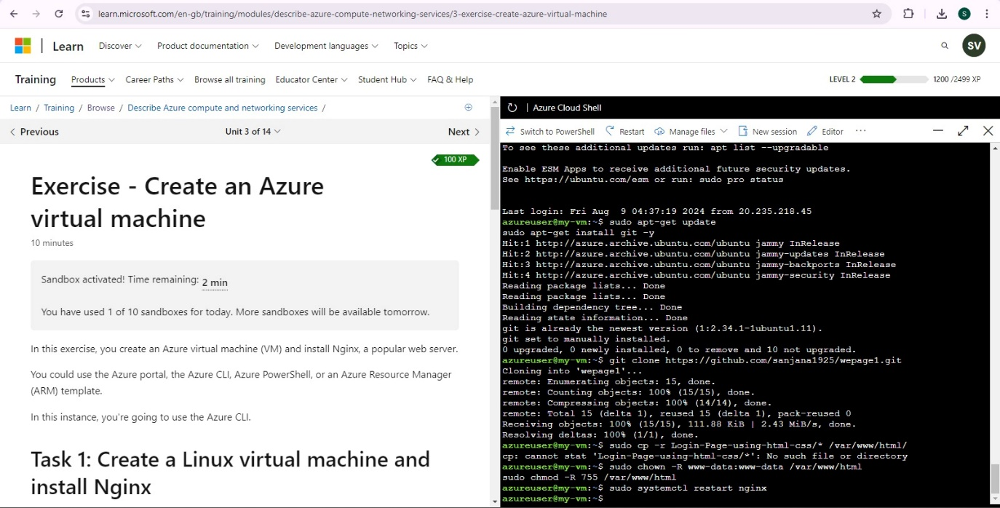 learn.microsoft.com/en-gb/training/modules/describe-azure-compute-networking-services/3-exercise-create-azure-virtual-machine
S
Learn Discover Product documentation Development languages Topics
SV
Training Products Career Paths Browse all training Educator Center Student Hub FAQ & Help
LEVEL 2 1200 /2499 XP
Learn / Training / Browse / Describe Azure compute and networking services /
Previous Unit 3 of 14 Next
100 XP
Exercise - Create an Azure
virtual machine
10 minutes
Sandbox activated! Time remaining: 2 min
You have used 1 of 10 sandboxes for today. More sandboxes will be available tomorrow.
In this exercise, you create an Azure virtual machine (VM) and install Nginx, a popular web server.
You could use the Azure portal, the Azure CLI, Azure PowerShell, or an Azure Resource Manager
(ARM) template.
In this instance, you're going to use the Azure CLI.
Task 1: Create a Linux virtual machine and
install Nginx
Azure Cloud Shell
Switch to PowerShell Restart Manage files New session Editor ···
To see these additional updates run: apt list --upgradable
Enable ESM Apps to receive additional future security updates.
See https://ubuntu.com/esm or run: sudo pro status
Last login: Fri Aug  9 04:37:19 2024 from 20.235.218.45
azureuser@my-vm:~$ sudo apt-get update
sudo apt-get install git -y
Hit:1 http://azure.archive.ubuntu.com/ubuntu jammy InRelease
Hit:2 http://azure.archive.ubuntu.com/ubuntu jammy-updates InRelease
Hit:3 http://azure.archive.ubuntu.com/ubuntu jammy-backports InRelease
Hit:4 http://azure.archive.ubuntu.com/ubuntu jammy-security InRelease
Reading package lists... Done
Reading package lists... Done
Building dependency tree... Done
Reading state information... Done
git is already the newest version (1:2.34.1-1ubuntu1.11).
git set to manually installed.
0 upgraded, 0 newly installed, 0 to remove and 10 not upgraded.
azureuser@my-vm:~$ git clone https://github.com/sanjana1925/wepage1.git
Cloning into 'wepage1'...
remote: Enumerating objects: 15, done.
remote: Counting objects: 100% (15/15), done.
remote: Compressing objects: 100% (14/14), done.
remote: Total 15 (delta 1), reused 15 (delta 1), pack-reused 0
Receiving objects: 100% (15/15), 111.88 KiB | 2.43 MiB/s, done.
Resolving deltas: 100% (1/1), done.
azureuser@my-vm:~$ sudo cp -r Login-Page-using-html-css/* /var/www/html/
cp: cannot stat 'Login-Page-using-html-css/*': No such file or directory
azureuser@my-vm:~$ sudo chown -R www-data:www-data /var/www/html
sudo chmod -R 755 /var/www/html
azureuser@my-vm:~$ sudo systemctl restart nginx
azureuser@my-vm:~$